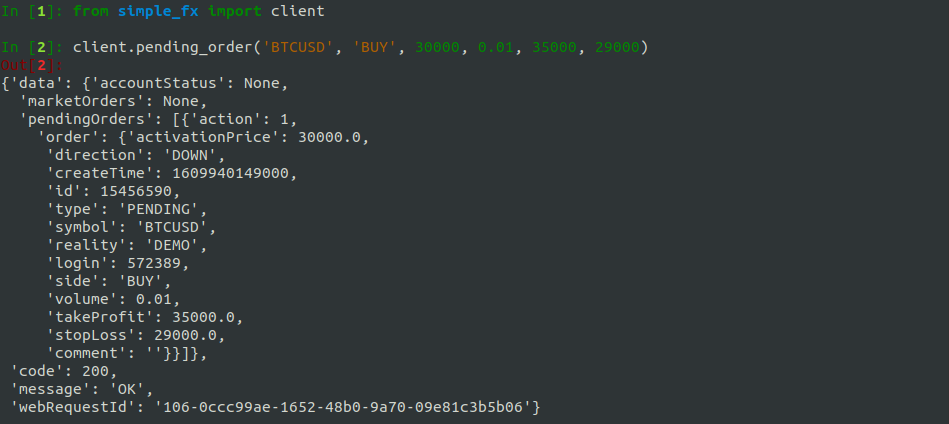 In [1]: from simple_fx import client
In [2]: client.pending_order('BTCUSD', 'BUY', 30000, 0.01, 35000, 29000)
Out[2]:
{'data': {'accountStatus': None,
'marketOrders': None,
'pendingOrders': [{'action': 1,
'order': {'activationPrice': 30000.0,
'direction': 'DOWN',
'createTime': 1609940149000,
'id': 15456590,
'type': 'PENDING',
'symbol': 'BTCUSD',
'reality': 'DEMO',
'login': 572389,
'side': 'BUY',
'volume': 0.01,
'takeProfit': 35000.0,
'stopLoss': 29000.0,
'comment': ''}}]},
'code': 200,
'message': 'OK',
'webRequestId': '106-0ccc99ae-1652-48b0-9a70-09e81c3b5b06'}